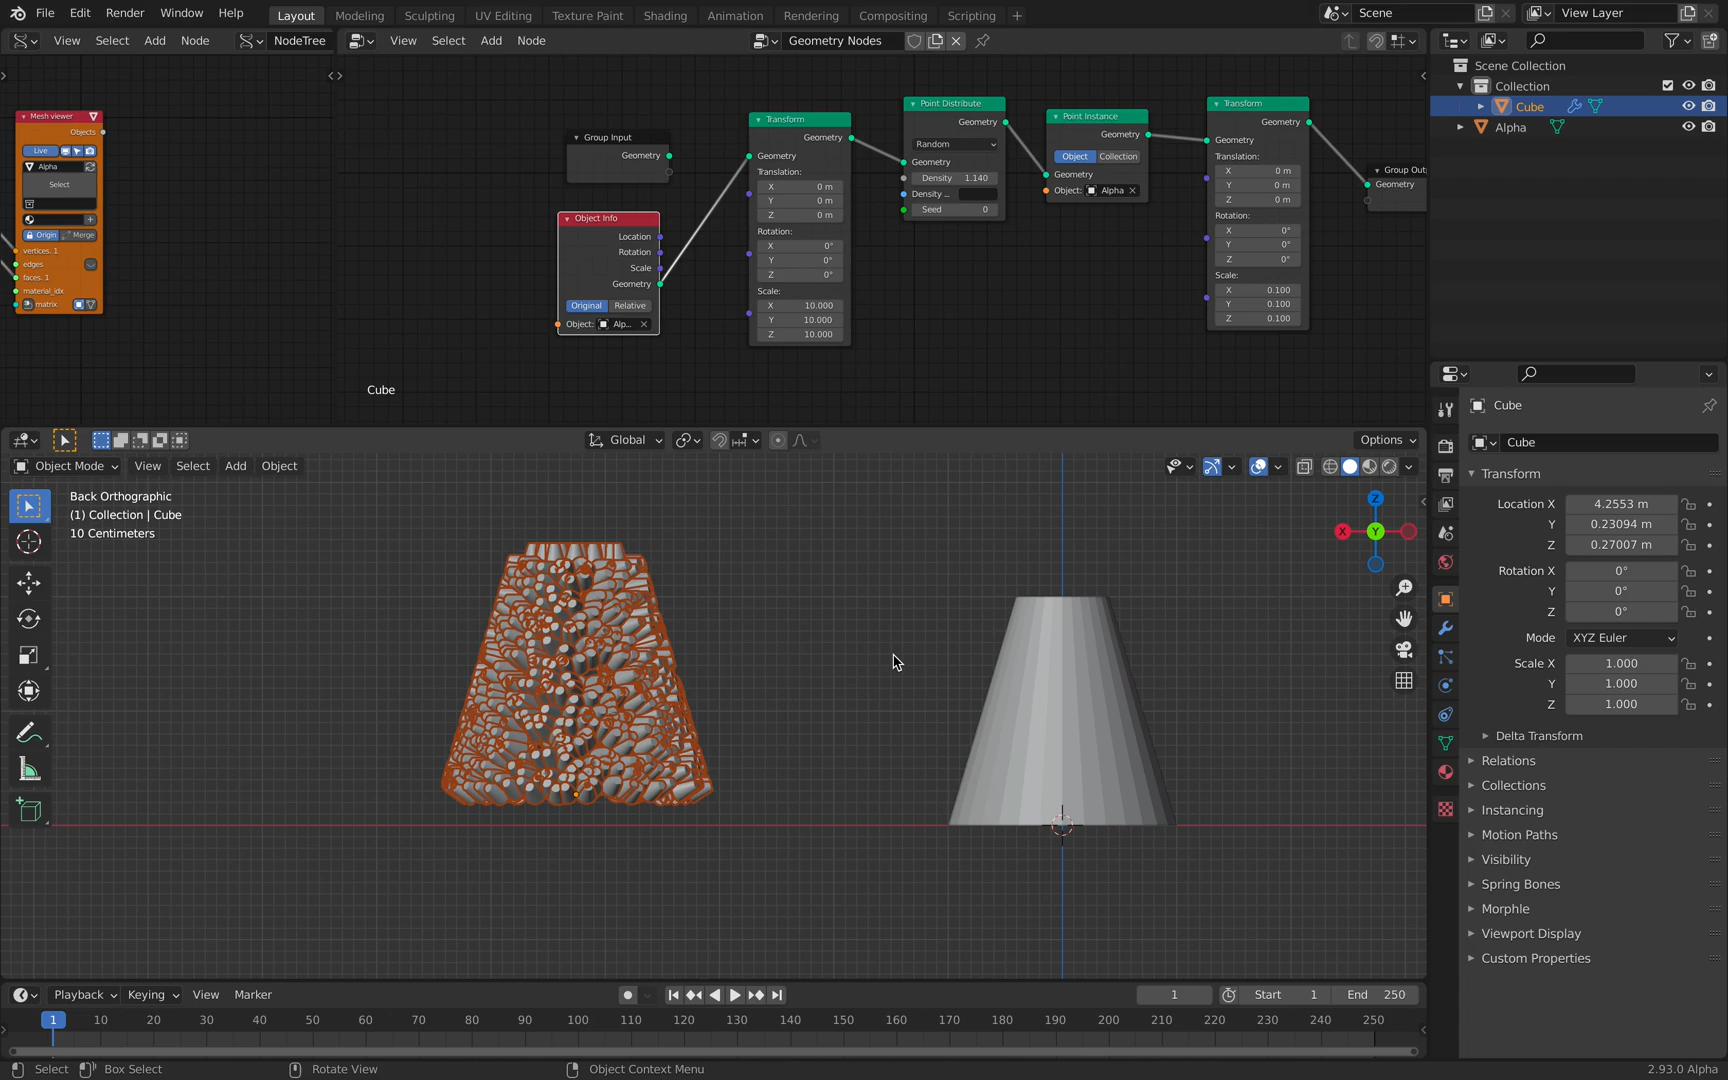 File Edit Render Window Help Layout Modeling Sculpting UV Editing Texture Paint Shading Animation Rendering Compositing Scripting + Scene View Layer
View Select Add Node NodeTree View Select Add Node Geometry Nodes
Mesh viewer
Objects
Live
Alpha
Select
Origin Merge
vertices. 1
edges
faces. 1
material_idx
matrix
Group Input
Geometry
Object Info
Location
Rotation
Scale
Geometry
Original Relative
Object: Alp...
Transform
Geometry
Geometry
Translation:
X 0 m
Y 0 m
Z 0 m
Rotation:
X 0°
Y 0°
Z 0°
Scale:
X 10.000
Y 10.000
Z 10.000
Point Distribute
Geometry
Random
Geometry
Density 1.140
Density ..
Seed 0
Point Instance
Geometry
Object Collection
Geometry
Object: Alpha
Transform
Geometry
Geometry
Translation:
X 0 m
Y 0 m
Z 0 m
Rotation:
X 0°
Y 0°
Z 0°
Scale:
X 0.100
Y 0.100
Z 0.100
Group Out
Geometry
Cube
Scene Collection
Collection
Cube
Alpha
Global Options
Object Mode View Select Add Object
Back Orthographic
(1) Collection | Cube
10 Centimeters
Z
X Y
Cube
Cube
Transform
Location X 4.2553 m
Y 0.23094 m
Z 0.27007 m
Rotation X 0°
Y 0°
Z 0°
Mode XYZ Euler
Scale X 1.000
Y 1.000
Z 1.000
Delta Transform
Relations
Collections
Instancing
Motion Paths
Visibility
Spring Bones
Morphle
Viewport Display
Custom Properties
Playback Keying View Marker 1 Start 1 End 250
1 10 20 30 40 50 60 70 80 90 100 110 120 130 140 150 160 170 180 190 200 210 220 230 240 250
Select Box Select Rotate View Object Context Menu 2.93.0 Alpha